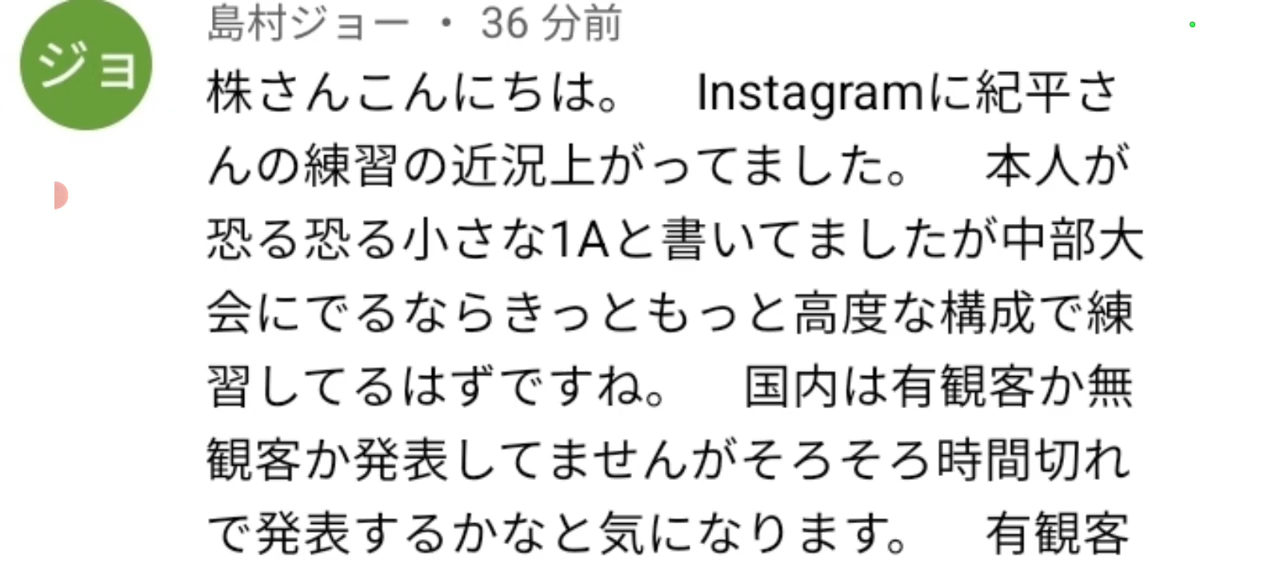 島村ジョー・36 分前
ジョ
株さんこんにちは。 Instagramに紀平さ
んの練習の近況上がってました。 本人が
恐る恐る小さな1Aと書いてましたが中部大
会にでるならきっともっと高度な構成で練
習してるはずですね。 国内は有観客か無
観客か発表してませんがそろそろ時間切れ
で発表するかなと気になります。 有観客